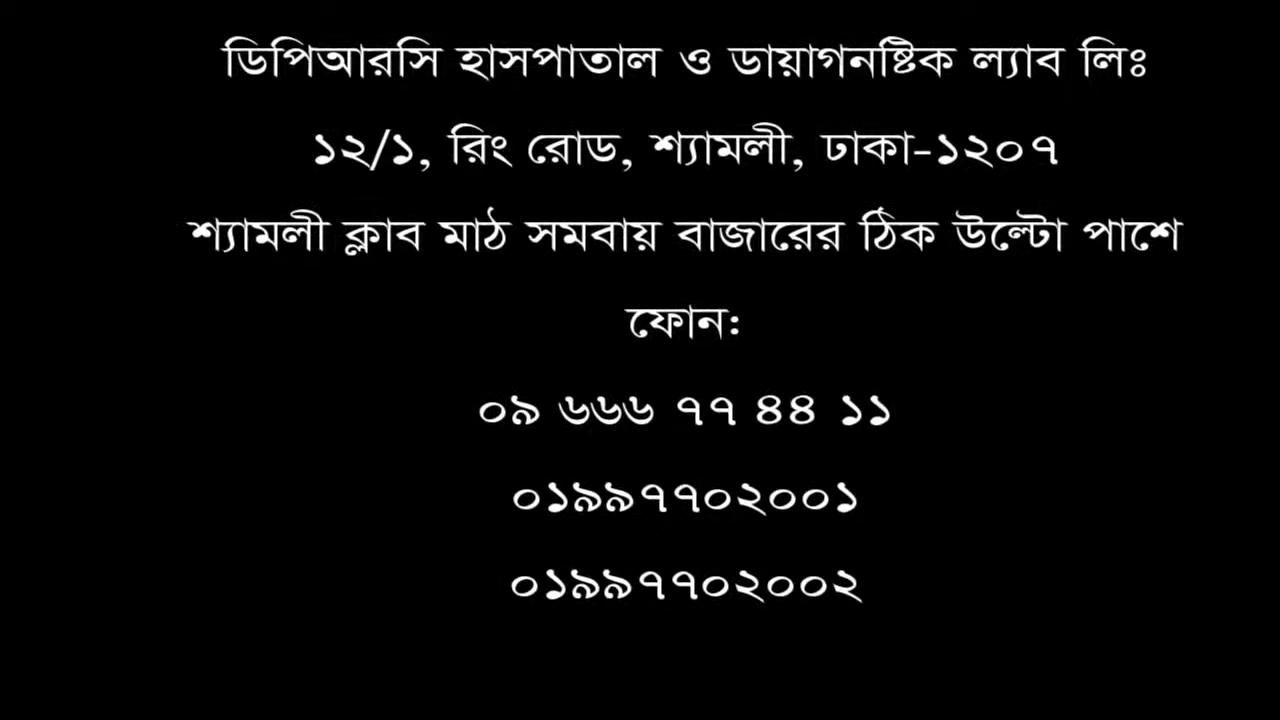 ডিপিআরসি হাসপাতাল ও ডায়াগনষ্টিক ল্যাব লিঃ
১২/১, রিং রোড, শ্যামলী, ঢাকা-১২০৭
শ্যামলী ক্লাব মাঠ সমবায় বাজারের ঠিক উল্টো পাশে
ফোন:
০৯ ৬৬৬ ৭৭ ৪৪ ১১
০১৯৯৭৭০২০০১
০১৯৯৭৭০২০০২